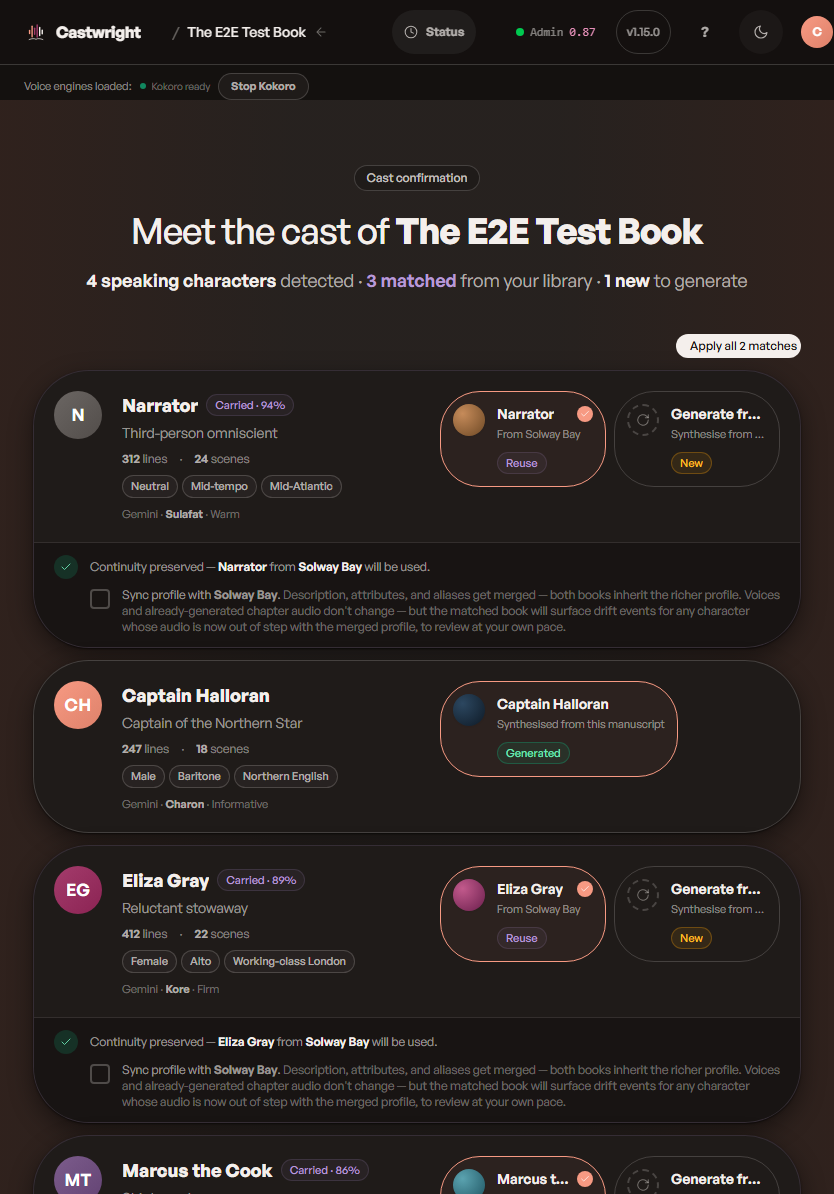 Castwright / The E2E Test Book ← Status Admin 0.87 v1.15.0 ? C
Voice engines loaded: Kokoro ready Stop Kokoro
Cast confirmation
Meet the cast of The E2E Test Book
4 speaking characters detected · 3 matched from your library · 1 new to generate
Apply all 2 matches
N
Narrator Carried · 94%
Third-person omniscient
312 lines · 24 scenes
Neutral Mid-tempo Mid-Atlantic
Gemini · Sulafat · Warm
Narrator
From Solway Bay
Reuse
Generate fr...
Synthesise from ...
New
Continuity preserved — Narrator from Solway Bay will be used.
Sync profile with Solway Bay. Description, attributes, and aliases get merged — both books inherit the richer profile. Voices
and already-generated chapter audio don't change — but the matched book will surface drift events for any character
whose audio is now out of step with the merged profile, to review at your own pace.
CH
Captain Halloran
Captain of the Northern Star
247 lines · 18 scenes
Male Baritone Northern English
Gemini · Charon · Informative
Captain Halloran
Synthesised from this manuscript
Generated
EG
Eliza Gray Carried · 89%
Reluctant stowaway
412 lines · 22 scenes
Female Alto Working-class London
Gemini · Kore · Firm
Eliza Gray
From Solway Bay
Reuse
Generate fr...
Synthesise from ...
New
Continuity preserved — Eliza Gray from Solway Bay will be used.
Sync profile with Solway Bay. Description, attributes, and aliases get merged — both books inherit the richer profile. Voices
and already-generated chapter audio don't change — but the matched book will surface drift events for any character
whose audio is now out of step with the merged profile, to review at your own pace.
MT
Marcus the Cook Carried · 86%
Marcus t...
Generate fr...